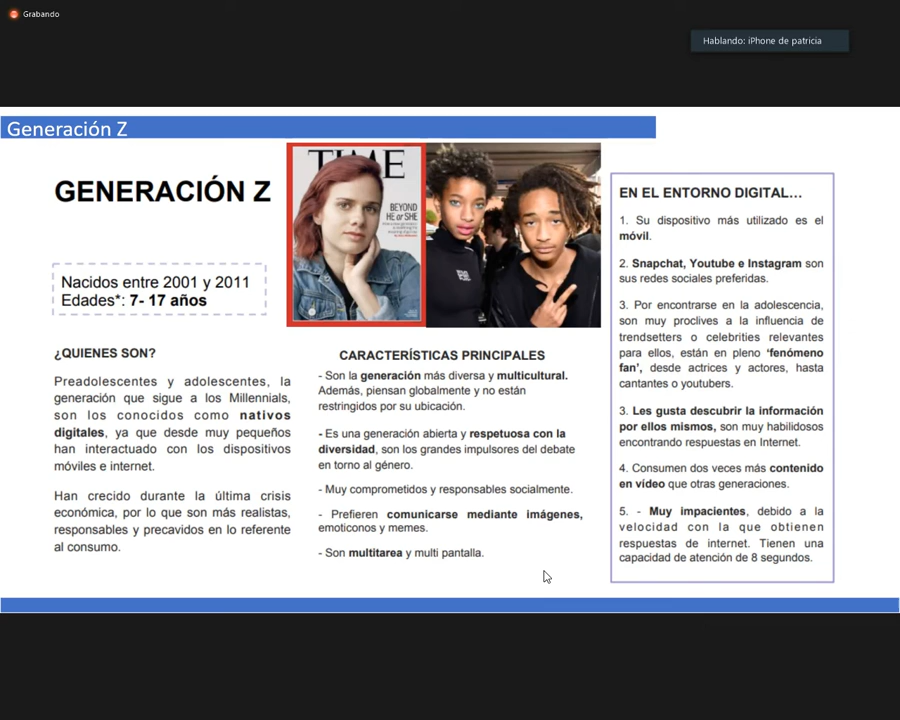 Grabando
Hablando: iPhone de patricia
Generación Z
GENERACIÓN Z
Nacidos entre 2001 y 2011
Edades*: 7- 17 años
TIME
BEYOND
HE or SHE
¿QUIENES SON?
Preadolescentes y adolescentes, la
generación que sigue a los Millennials,
son los conocidos como nativos
digitales, ya que desde muy pequeños
han interactuado con los dispositivos
móviles e internet.
Han crecido durante la última crisis
económica, por lo que son más realistas,
responsables y precavidos en lo referente
al consumo.
CARACTERÍSTICAS PRINCIPALES
- Son la generación más diversa y multicultural.
Además, piensan globalmente y no están
restringidos por su ubicación.
- Es una generación abierta y respetuosa con la
diversidad, son los grandes impulsores del debate
en torno al género.
- Muy comprometidos y responsables socialmente.
- Prefieren comunicarse mediante imágenes,
emoticonos y memes.
- Son multitarea y multi pantalla.
EN EL ENTORNO DIGITAL…
1. Su dispositivo más utilizado es el
móvil.
2. Snapchat, Youtube e Instagram son
sus redes sociales preferidas.
3. Por encontrarse en la adolescencia,
son muy proclives a la influencia de
trendsetters o celebrities relevantes
para ellos, están en pleno ‘fenómeno
fan’, desde actrices y actores, hasta
cantantes o youtubers.
3. Les gusta descubrir la información
por ellos mismos, son muy habilidosos
encontrando respuestas en Internet.
4. Consumen dos veces más contenido
en vídeo que otras generaciones.
5. - Muy impacientes, debido a la
velocidad con la que obtienen
respuestas de internet. Tienen una
capacidad de atención de 8 segundos.